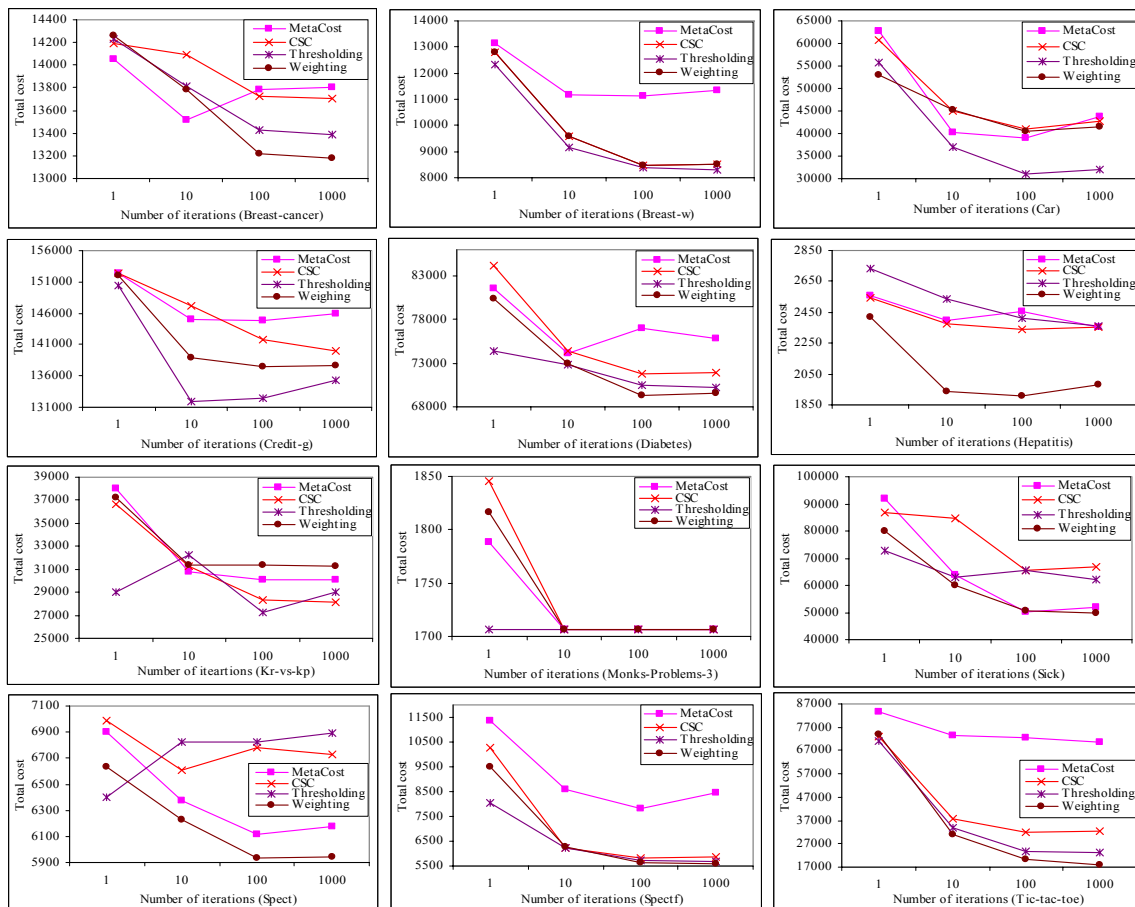 14400
14200
14000
13800
13600
13400
13200
13000
Total cost
1 10 100 1000
Number of iterations (Breast-cancer)
MetaCost
CSC
Thresholding
Weighting
14000
13000
12000
11000
10000
9000
8000
Total cost
1 10 100 1000
Number of iterations (Breast-w)
MetaCost
CSC
Thresholding
Weighting
65000
60000
55000
50000
45000
40000
35000
30000
Total cost
1 10 100 1000
Number of iterations (Car)
MetaCost
CSC
Thresholding
Weighting
156000
151000
146000
141000
136000
131000
Total cost
1 10 100 1000
Number of iterations (Credit-g)
MetaCost
CSC
Thresholding
Weighing
83000
78000
73000
68000
Total cost
1 10 100 1000
Number of iterations (Diabetes)
MetaCost
CSC
Thresholding
Weighting
2850
2650
2450
2250
2050
1850
Total cost
1 10 100 1000
Number of iterations (Hepatitis)
MetaCost
CSC
Thresholding
Weighting
39000
37000
35000
33000
31000
29000
27000
25000
Total cost
1 10 100 1000
Number of iteartions (Kr-vs-kp)
MetaCost
CSC
Thresholding
Weighting
1850
1800
1750
1700
Total cost
1 10 100 1000
Number of iterations (Monks-Problems-3)
MetaCost
CSC
Thresholding
Weighting
100000
90000
80000
70000
60000
50000
40000
Total cost
1 10 100 1000
Number of iterations (Sick)
MetaCost
CSC
Thresholding
Weighting
7100
6900
6700
6500
6300
6100
5900
Total cost
1 10 100 1000
Number of iterations (Spect)
MetaCost
CSC
Thresholding
Weighting
11500
10500
9500
8500
7500
6500
5500
Total cost
1 10 100 1000
Number of iterations (Spectf)
MetaCost
CSC
Thresholding
Weighting
87000
77000
67000
57000
47000
37000
27000
17000
Total cost
1 10 100 1000
Number of iterations (Tic-tac-toe)
MetaCost
CSC
Thresholding
Weighting